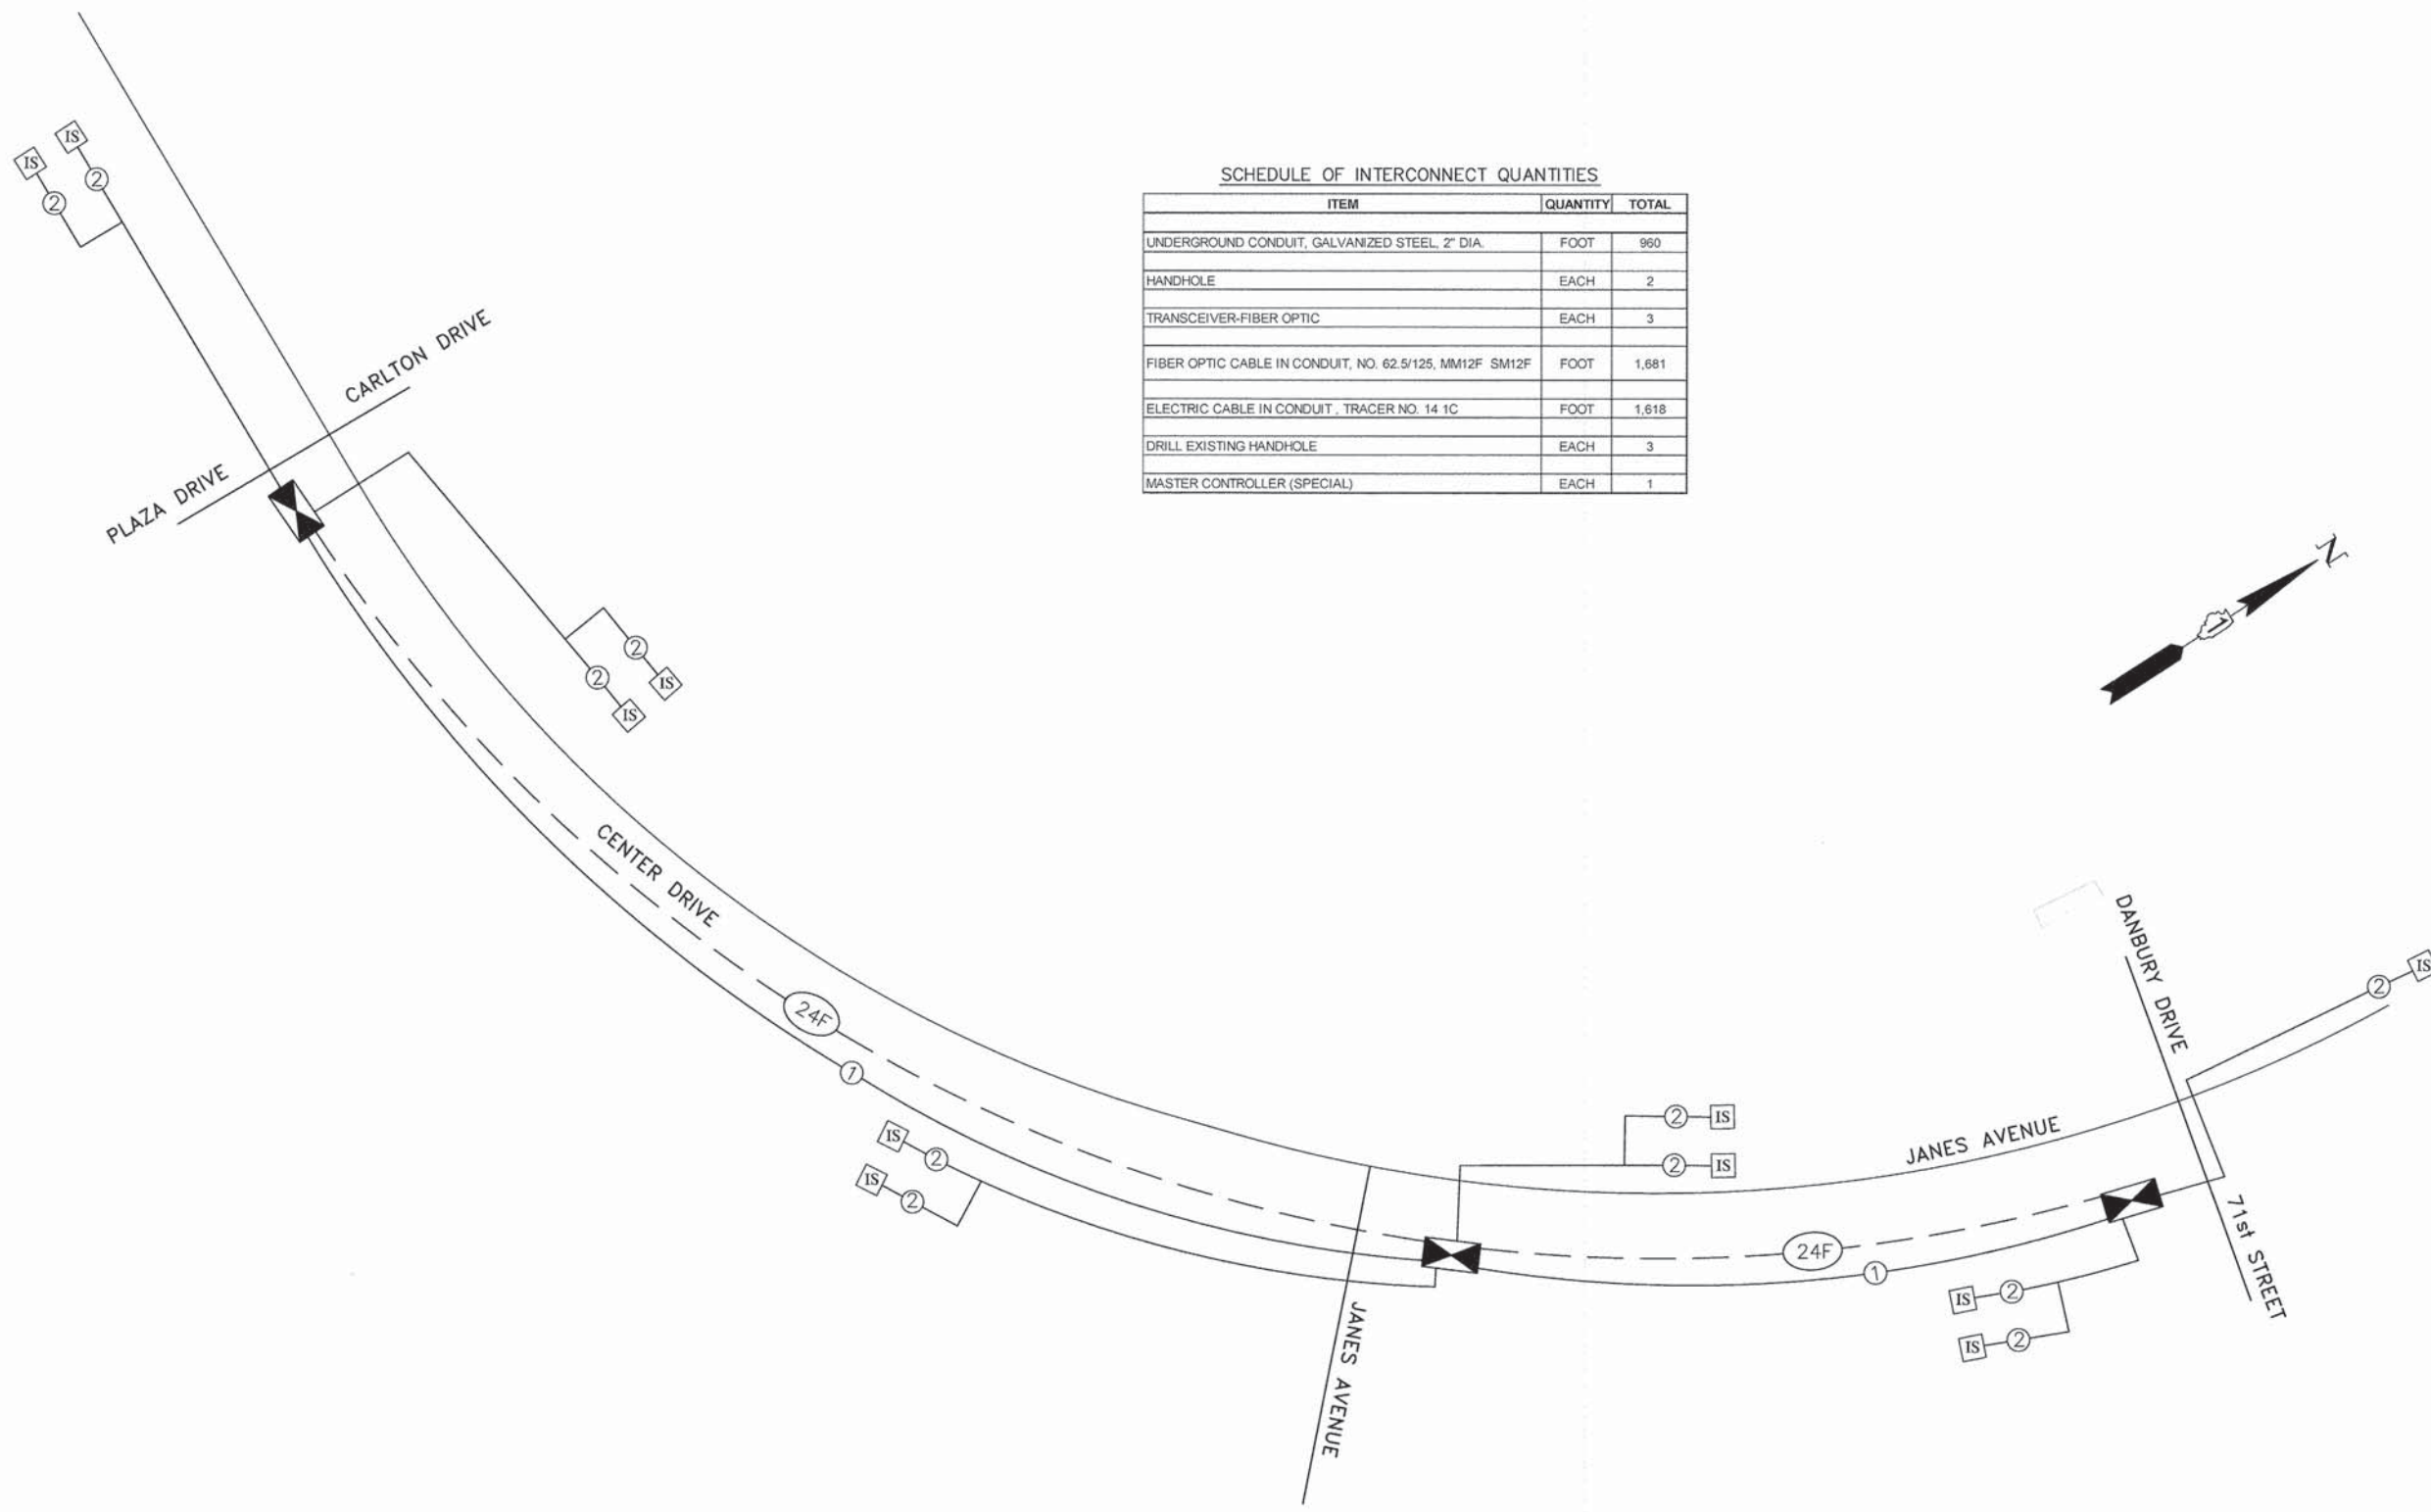 SCHEDULE OF INTERCONNECT QUANTITIES
ITEM QUANTITY TOTAL
UNDERGROUND CONDUIT, GALVANIZED STEEL, 2" DIA. FOOT 960
HANDHOLE EACH 2
TRANSCEIVER-FIBER OPTIC EACH 3
FIBER OPTIC CABLE IN CONDUIT, NO. 62.5/125, MM12F SM12F FOOT 1,681
ELECTRIC CABLE IN CONDUIT , TRACER NO. 14 1C FOOT 1,618
DRILL EXISTING HANDHOLE EACH 3
MASTER CONTROLLER (SPECIAL) EACH 1
IS
IS
2
2
CARLTON DRIVE
PLAZA DRIVE
2
2
IS
IS
N
1
CENTER DRIVE
24F
1
IS
2
IS
2
2
IS
2
IS
JANES AVENUE
JANES AVENUE
24F
1
DANBURY DRIVE
71st STREET
2
IS
IS
2
IS
2